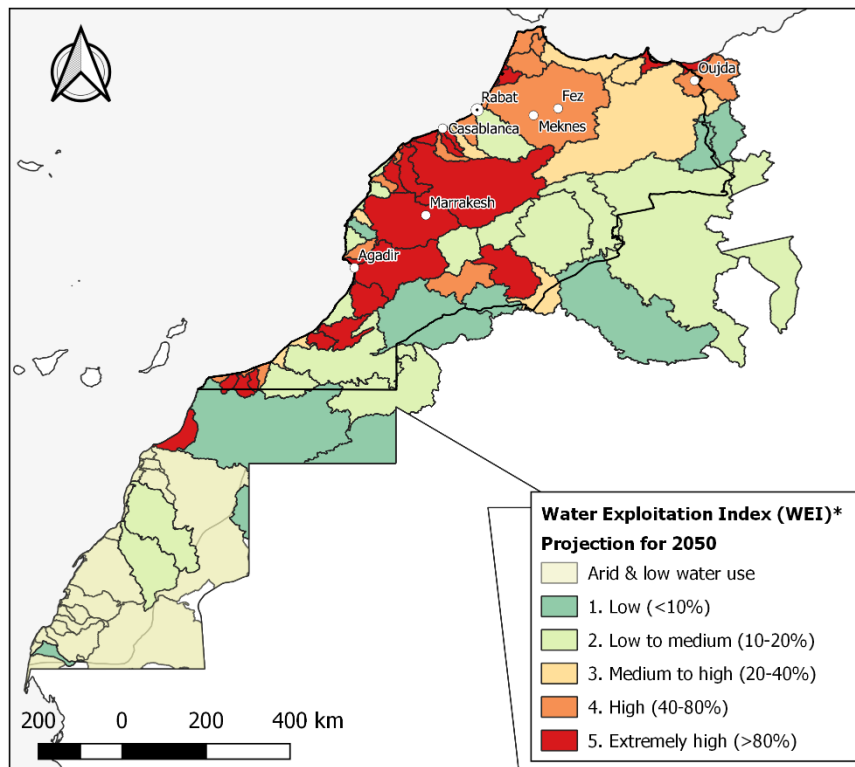 Oujda
Rabat
Fez
Meknes
Casablanca
Marrakesh
Agadir
Water Exploitation Index (WEI)*
Projection for 2050
Arid & low water use
1. Low (<10%)
2. Low to medium (10-20%)
3. Medium to high (20-40%)
4. High (40-80%)
5. Extremely high (>80%)
200 0 200 400 km